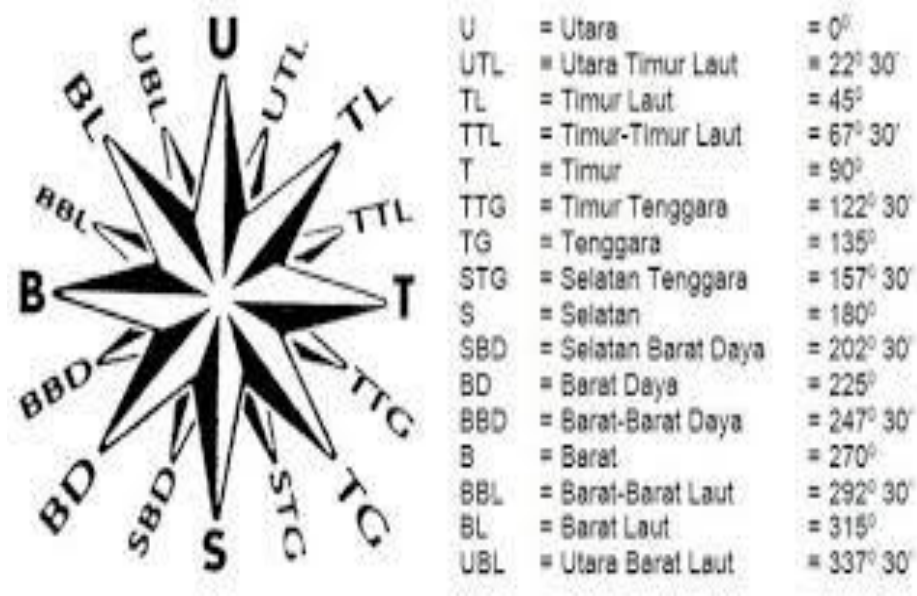 U
UBL
UTL
BL
TL
BBL
TTL
B
T
BBD
TTG
BD
TG
SBD
STG
S
U = Utara = 0⁰
UTL = Utara Timur Laut = 22⁰ 30'
TL = Timur Laut = 45⁰
TTL = Timur-Timur Laut = 67⁰ 30'
T = Timur = 90⁰
TTG = Timur Tenggara = 122⁰ 30'
TG = Tenggara = 135⁰
STG = Selatan Tenggara = 157⁰ 30'
S = Selatan = 180⁰
SBD = Selatan Barat Daya = 202⁰ 30'
BD = Barat Daya = 225⁰
BBD = Barat-Barat Daya = 247⁰ 30'
B = Barat = 270⁰
BBL = Barat-Barat Laut = 292⁰ 30'
BL = Barat Laut = 315⁰
UBL = Utara Barat Laut = 337⁰ 30'